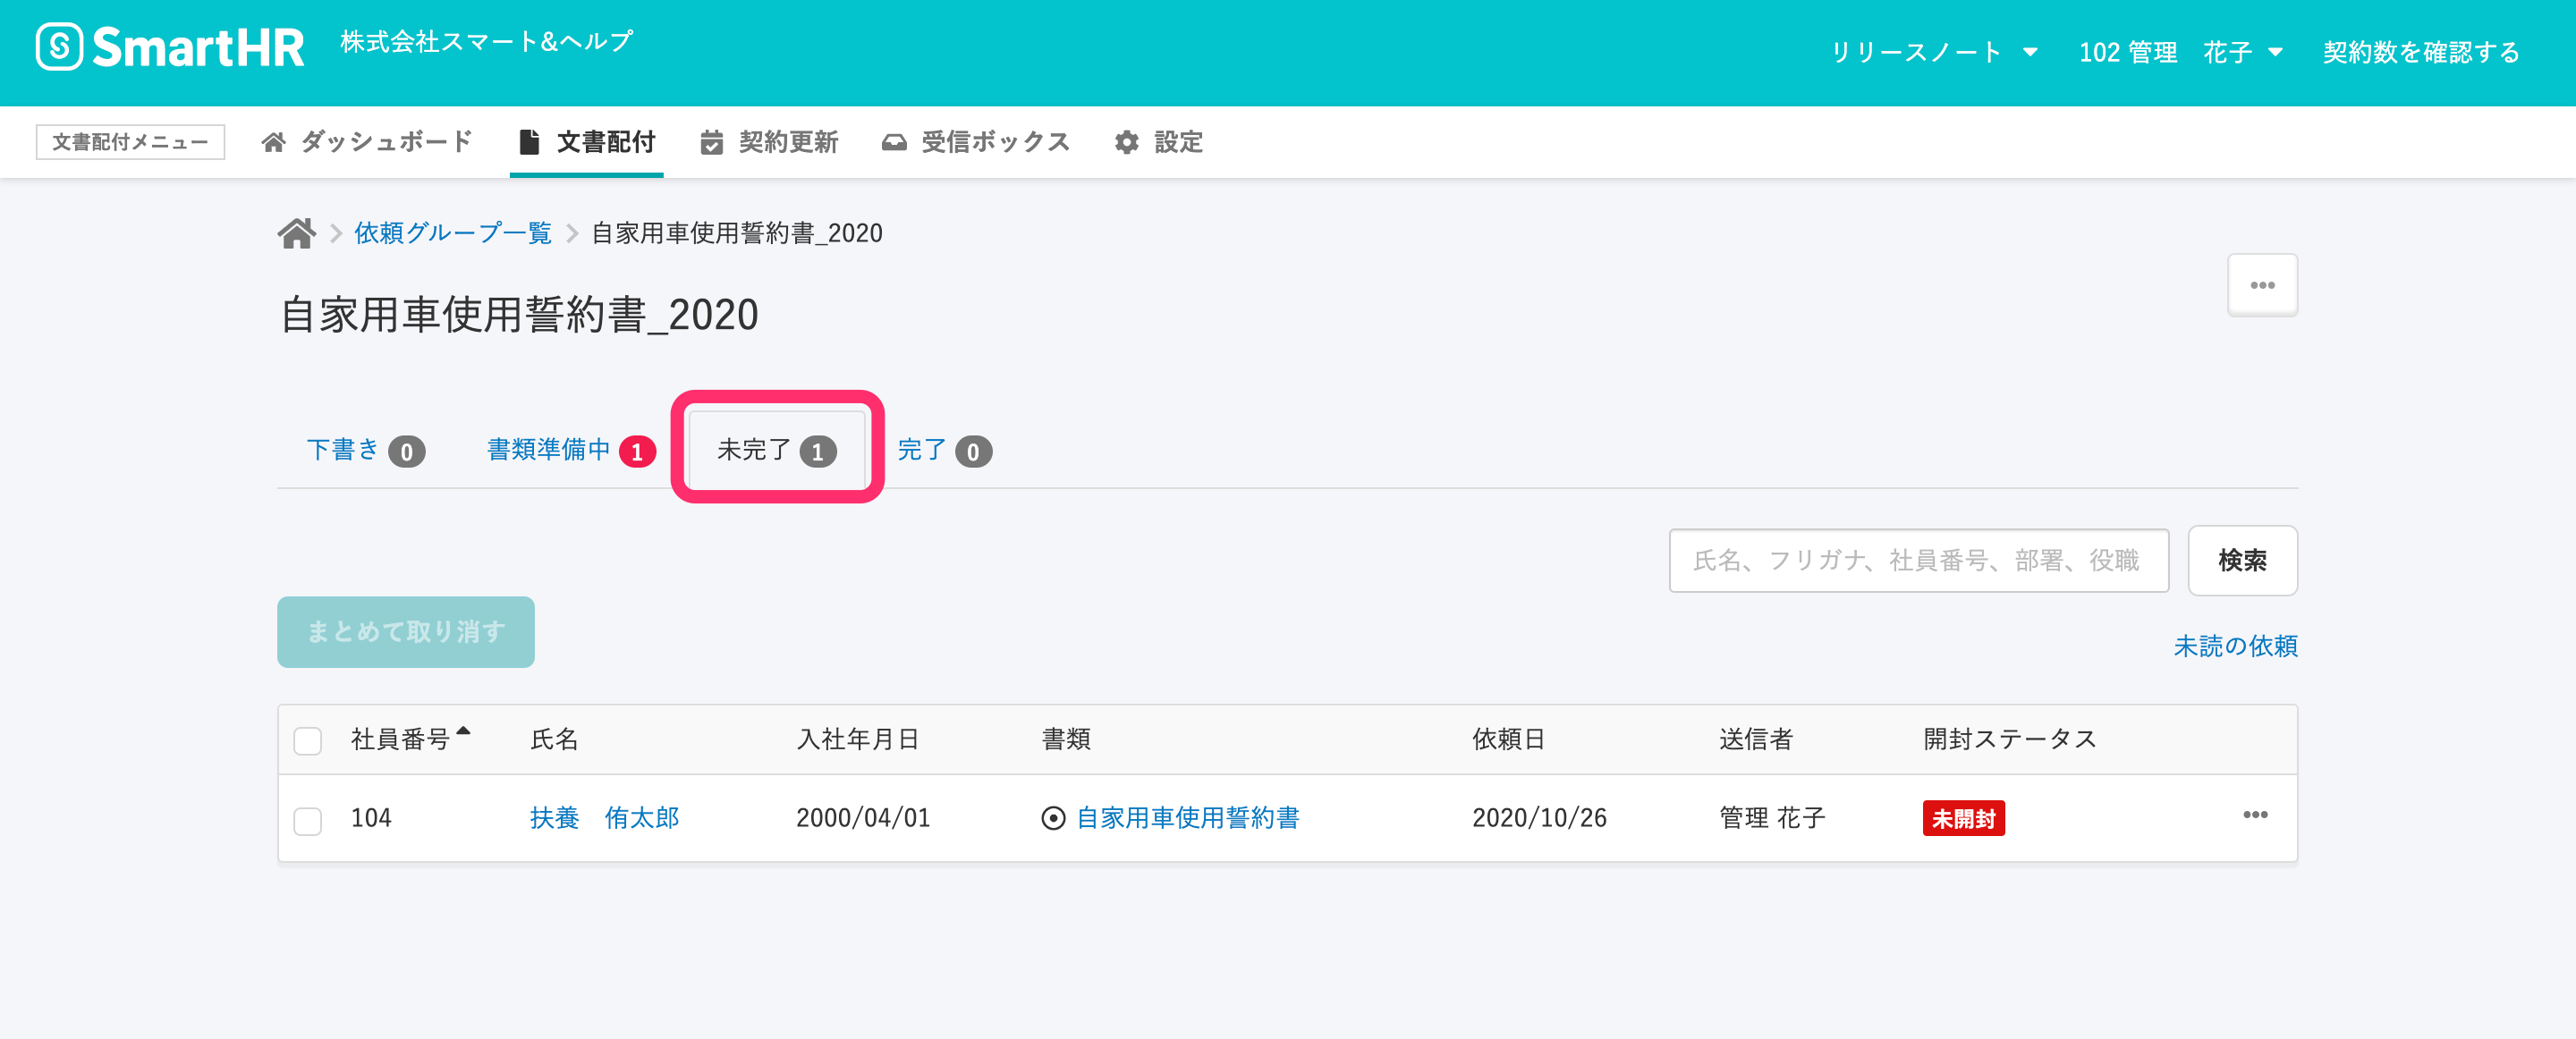 SmartHR 株式会社スマート&ヘルプ リリースノート 102 管理 花子 契約数を確認する
文書配付メニュー ダッシュボード 文書配付 契約更新 受信ボックス 設定
依頼グループ一覧 自家用車使用誓約書_2020
自家用車使用誓約書_2020
下書き 0 書類準備中 1 未完了 1 完了 0
氏名、フリガナ、社員番号、部署、役職 検索
まとめて取り消す
未読の依頼
社員番号 氏名 入社年月日 書類 依頼日 送信者 開封ステータス
104 扶養 侑太郎 2000/04/01 自家用車使用誓約書 2020/10/26 管理 花子 未開封